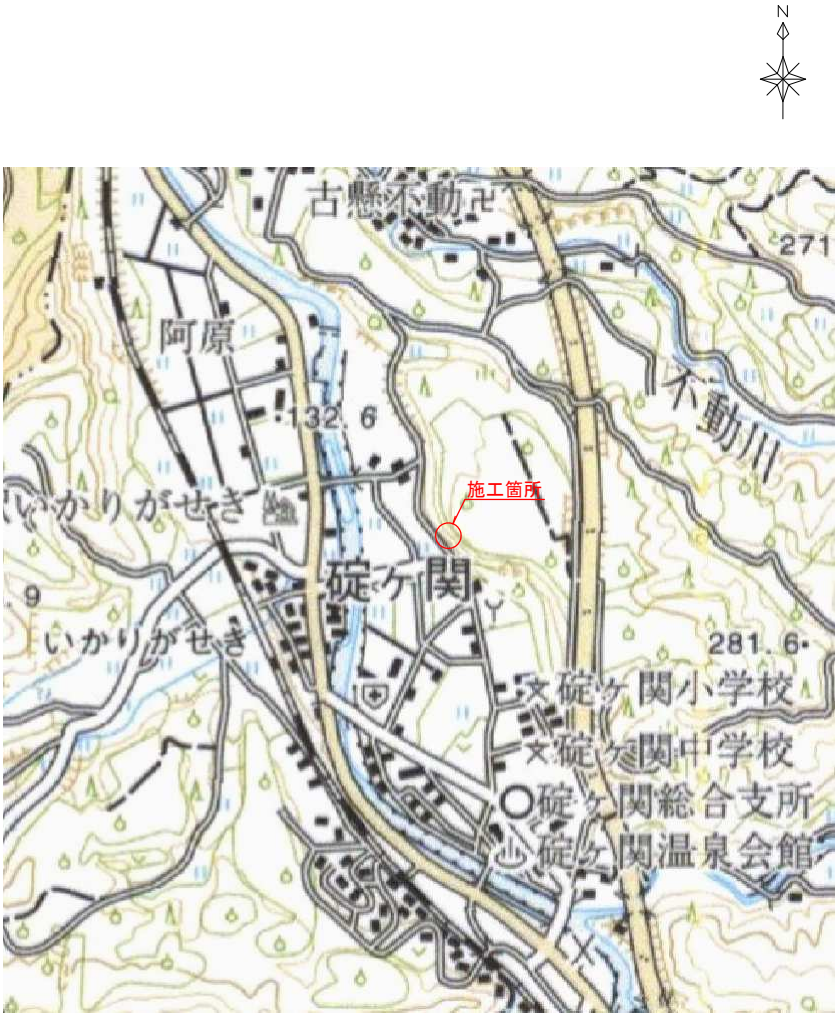 N
古懸不動
271
阿原
132.6
不動川
施工箇所
いかりがせき
碇ヶ関
.9
いかりがせき
281.6
碇ヶ関小学校
碇ヶ関中学校
碇ヶ関総合支所
碇ヶ関温泉会館